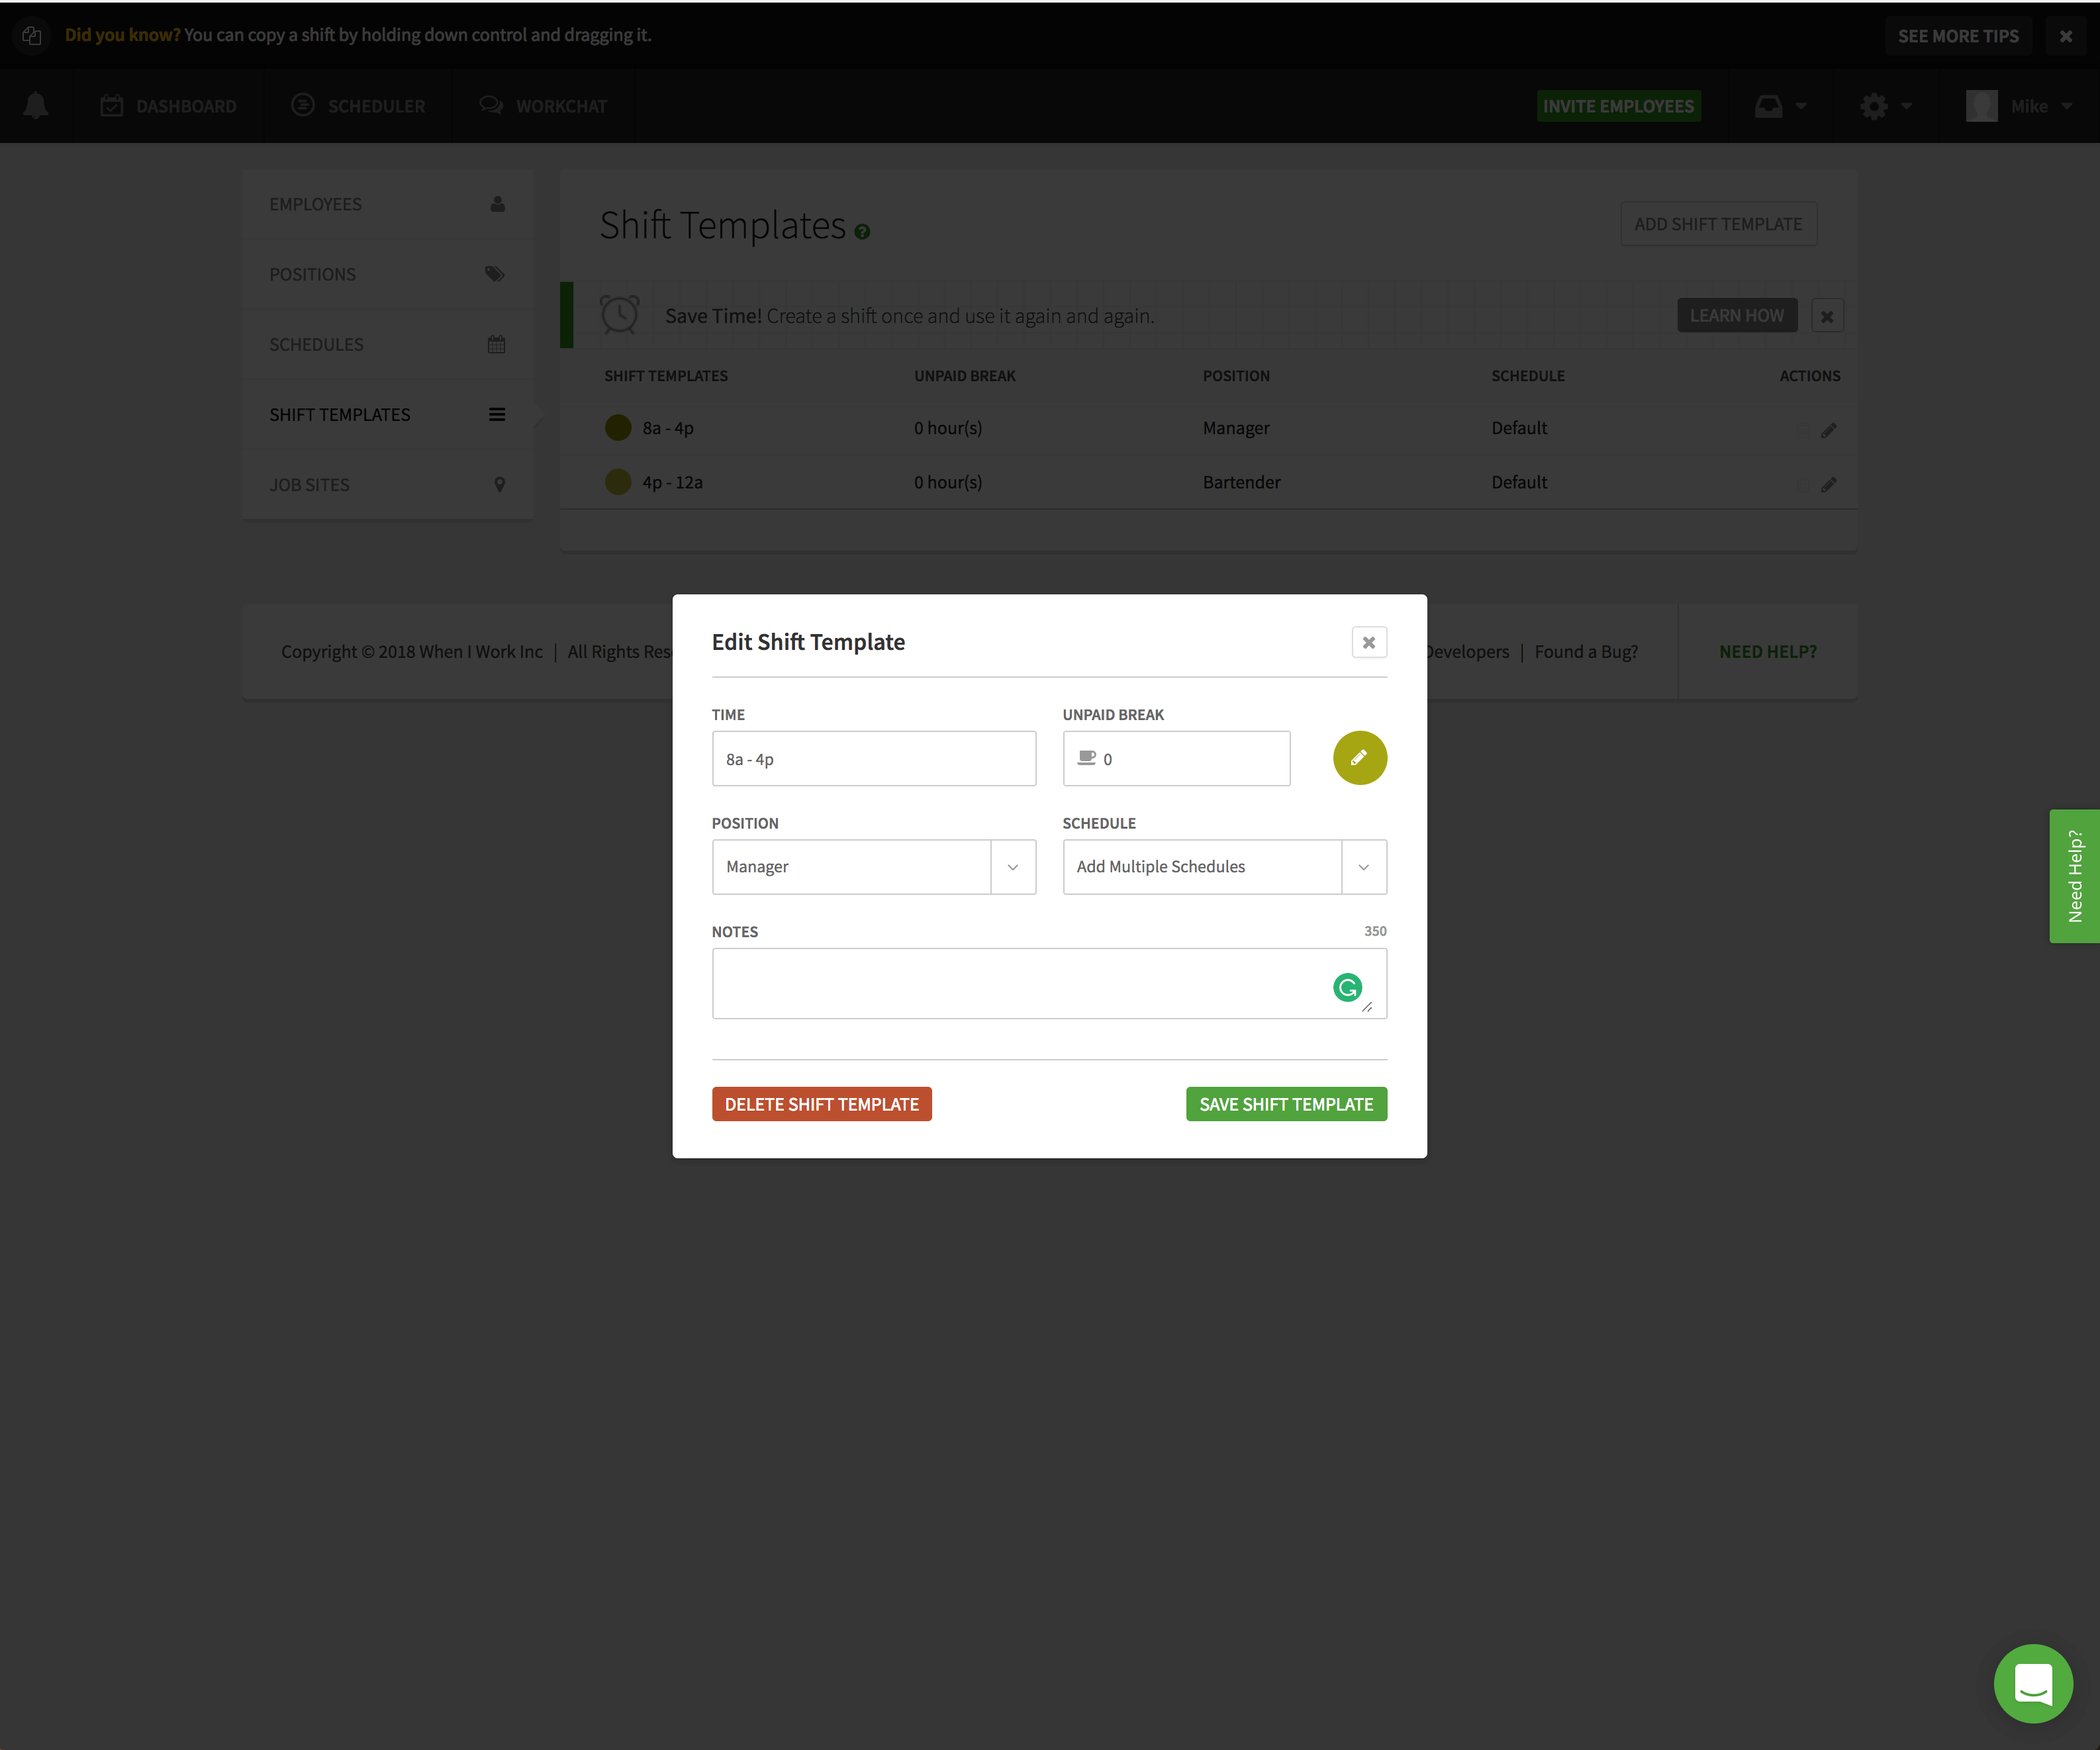 Did you know? You can copy a shift by holding down control and dragging it.
SEE MORE TIPS
DASHBOARD
SCHEDULER
WORKCHAT
INVITE EMPLOYEES
Mike
EMPLOYEES
POSITIONS
SCHEDULES
SHIFT TEMPLATES
JOB SITES
Shift Templates ?
ADD SHIFT TEMPLATE
Save Time! Create a shift once and use it again and again.
LEARN HOW
SHIFT TEMPLATES UNPAID BREAK POSITION SCHEDULE ACTIONS
8a - 4p 0 hour(s) Manager Default
4p - 12a 0 hour(s) Bartender Default
Copyright © 2018 When I Work Inc | All Rights Res
Developers | Found a Bug?
NEED HELP?
Edit Shift Template
TIME
8a - 4p
UNPAID BREAK
0
POSITION
Manager
SCHEDULE
Add Multiple Schedules
NOTES
350
DELETE SHIFT TEMPLATE
SAVE SHIFT TEMPLATE
Need Help?